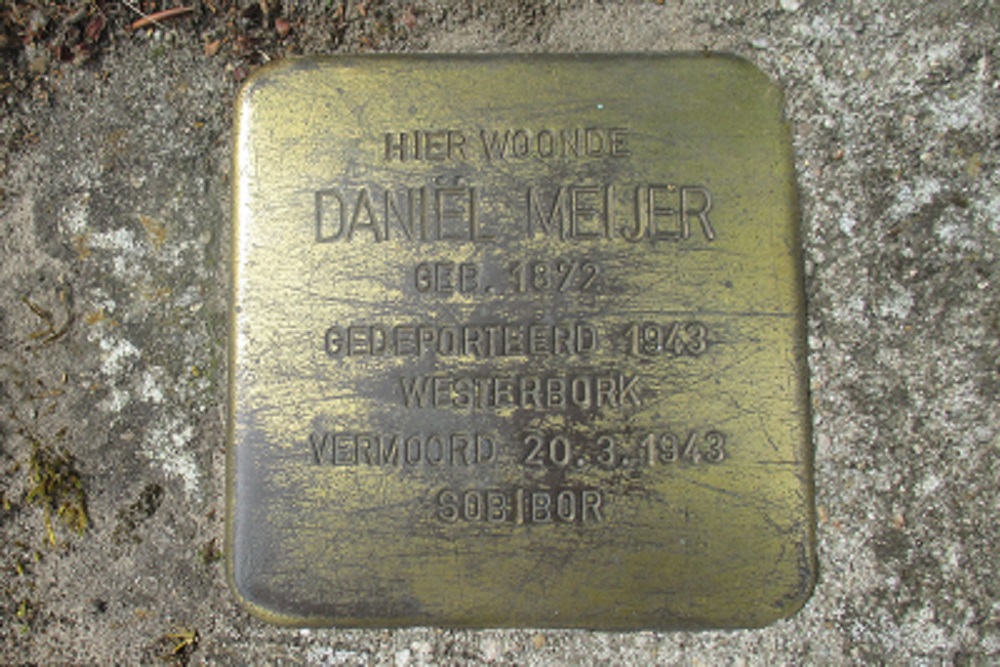 HIER WOONDE
DANIËL MEIJER
GEB. 1872
GEDEPORTEERD 1943
WESTERBORK
VERMOORD 20.3.1943
SOBIBOR